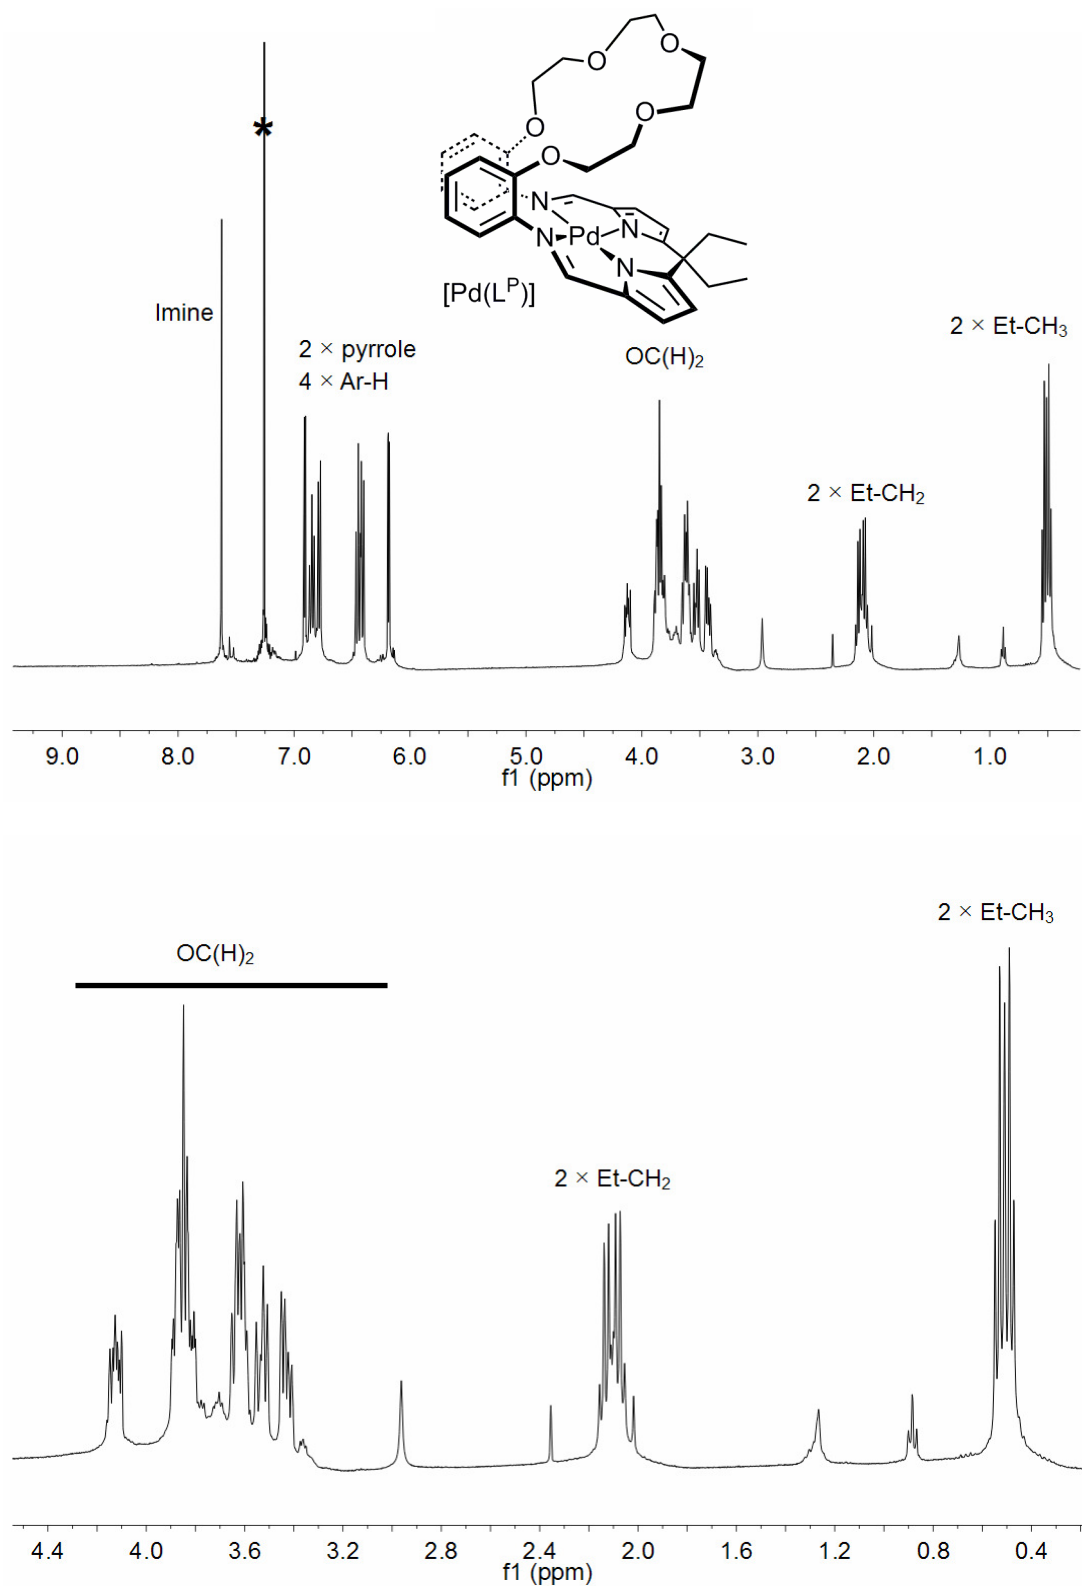 O
O
O
O
O
N
N
Pd
N
N
[Pd(L^P)]
*
Imine
2 × pyrrole
4 × Ar-H
OC(H)₂
2 × Et-CH₃
2 × Et-CH₂
9.0 8.0 7.0 6.0 5.0 4.0 3.0 2.0 1.0
f1 (ppm)
2 × Et-CH₃
OC(H)₂
2 × Et-CH₂
4.4 4.0 3.6 3.2 2.8 2.4 2.0 1.6 1.2 0.8 0.4
f1 (ppm)